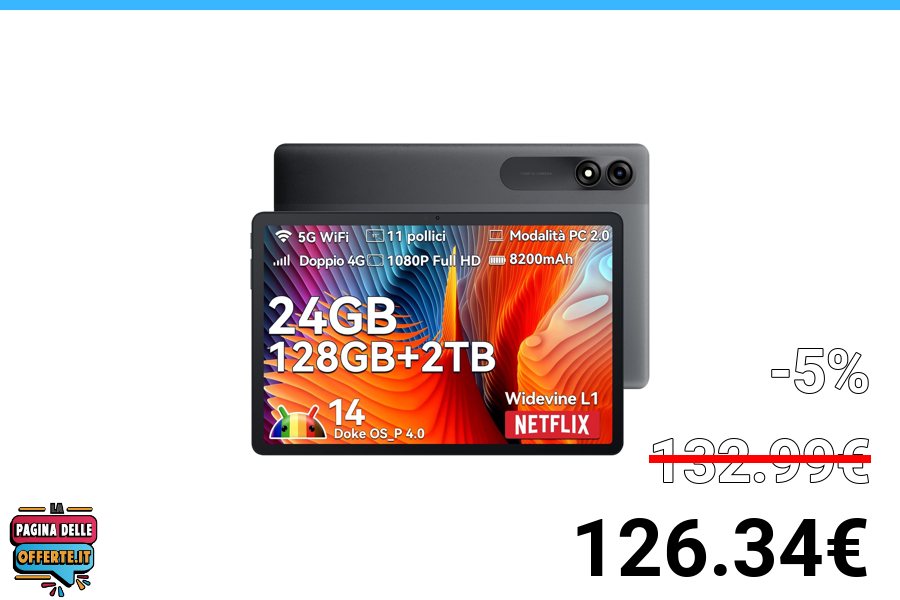 5G WiFi
11 pollici
Modalità PC 2.0
Doppio 4G
1080P Full HD
8200mAh
24GB
128GB+2TB
14
Doke OS_P 4.0
Widevine L1
NETFLIX
-5%
132.99€
126.34€
LA
PAGINA DELLE
OFFERTE.IT